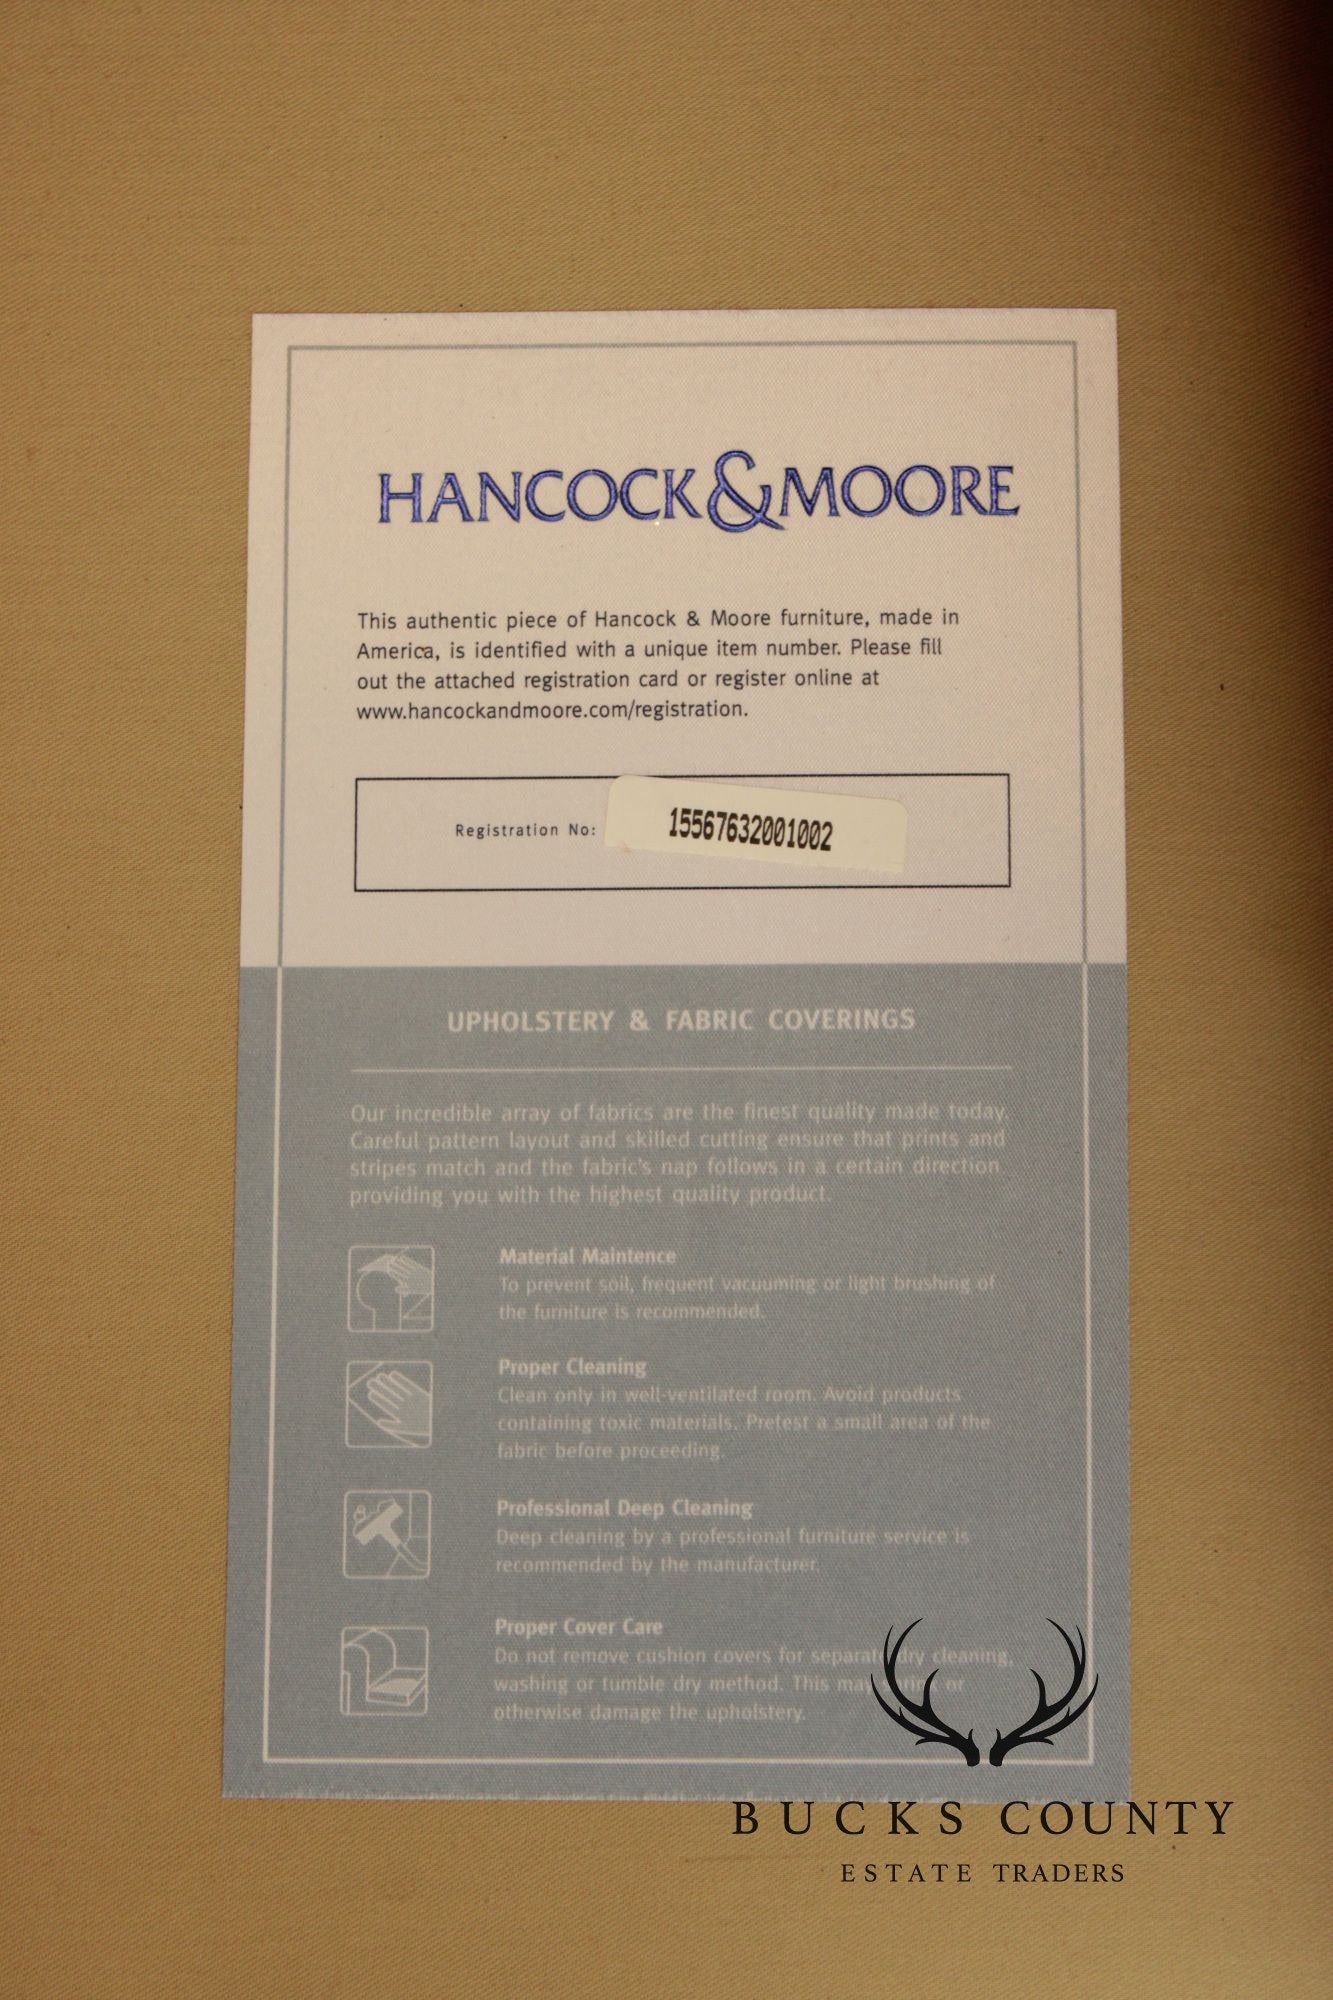 HANCOCK & MOORE
This authentic piece of Hancock & Moore furniture, made in
America, is identified with a unique item number. Please fill
out the attached registration card or register online at
www.hancockandmoore.com/registration.
Registration No: 15567632001002
UPHOLSTERY & FABRIC COVERINGS
Our incredible array of fabrics are the finest quality made today.
Careful pattern layout and skilled cutting ensure that prints and
stripes match and the fabric's nap follows in a certain direction
providing you with the highest quality product.
Material Maintence
To prevent soil, frequent vacuuming or light brushing of
the furniture is recommended.
Proper Cleaning
Clean only in well-ventilated room. Avoid products
containing toxic materials. Pretest a small area of the
fabric before proceeding.
Professional Deep Cleaning
Deep cleaning by a professional furniture service is
recommended by the manufacturer.
Proper Cover Care
Do not remove cushion covers for separate dry cleaning,
washing or tumble dry method. This may or
otherwise damage the upholstery.
BUCKS COUNTY
ESTATE TRADERS